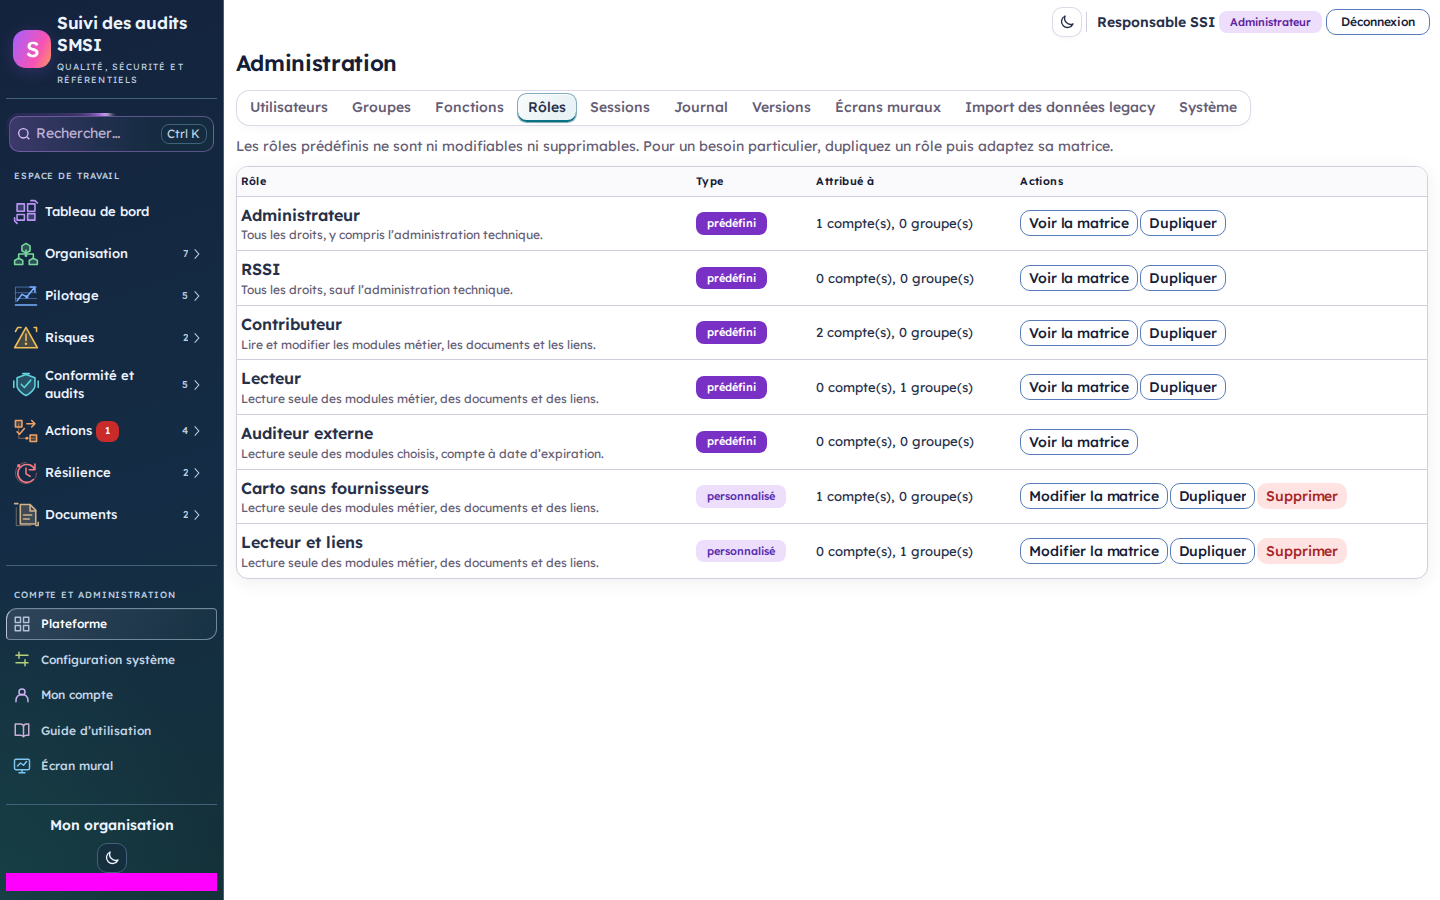 Suivi des audits
SMSI
QUALITÉ, SÉCURITÉ ET
RÉFÉRENTIELS
S
Rechercher...
Ctrl K
ESPACE DE TRAVAIL
Tableau de bord
Organisation 7
Pilotage 5
Risques 2
Conformité et
audits 5
Actions 1 4
Résilience 2
Documents 2
COMPTE ET ADMINISTRATION
Plateforme
Configuration système
Mon compte
Guide d'utilisation
Écran mural
Mon organisation
Responsable SSI Administrateur Déconnexion
Administration
Utilisateurs Groupes Fonctions Rôles Sessions Journal Versions Écrans muraux Import des données legacy Système
Les rôles prédéfinis ne sont ni modifiables ni supprimables. Pour un besoin particulier, dupliquez un rôle puis adaptez sa matrice.
Rôle Type Attribué à Actions
Administrateur
Tous les droits, y compris l'administration technique.
prédéfini 1 compte(s), 0 groupe(s) Voir la matrice Dupliquer
RSSI
Tous les droits, sauf l'administration technique.
prédéfini 0 compte(s), 0 groupe(s) Voir la matrice Dupliquer
Contributeur
Lire et modifier les modules métier, les documents et les liens.
prédéfini 2 compte(s), 0 groupe(s) Voir la matrice Dupliquer
Lecteur
Lecture seule des modules métier, des documents et des liens.
prédéfini 0 compte(s), 1 groupe(s) Voir la matrice Dupliquer
Auditeur externe
Lecture seule des modules choisis, compte à date d'expiration.
prédéfini 0 compte(s), 0 groupe(s) Voir la matrice
Carto sans fournisseurs
Lecture seule des modules métier, des documents et des liens.
personnalisé 1 compte(s), 0 groupe(s) Modifier la matrice Dupliquer Supprimer
Lecteur et liens
Lecture seule des modules métier, des documents et des liens.
personnalisé 0 compte(s), 1 groupe(s) Modifier la matrice Dupliquer Supprimer